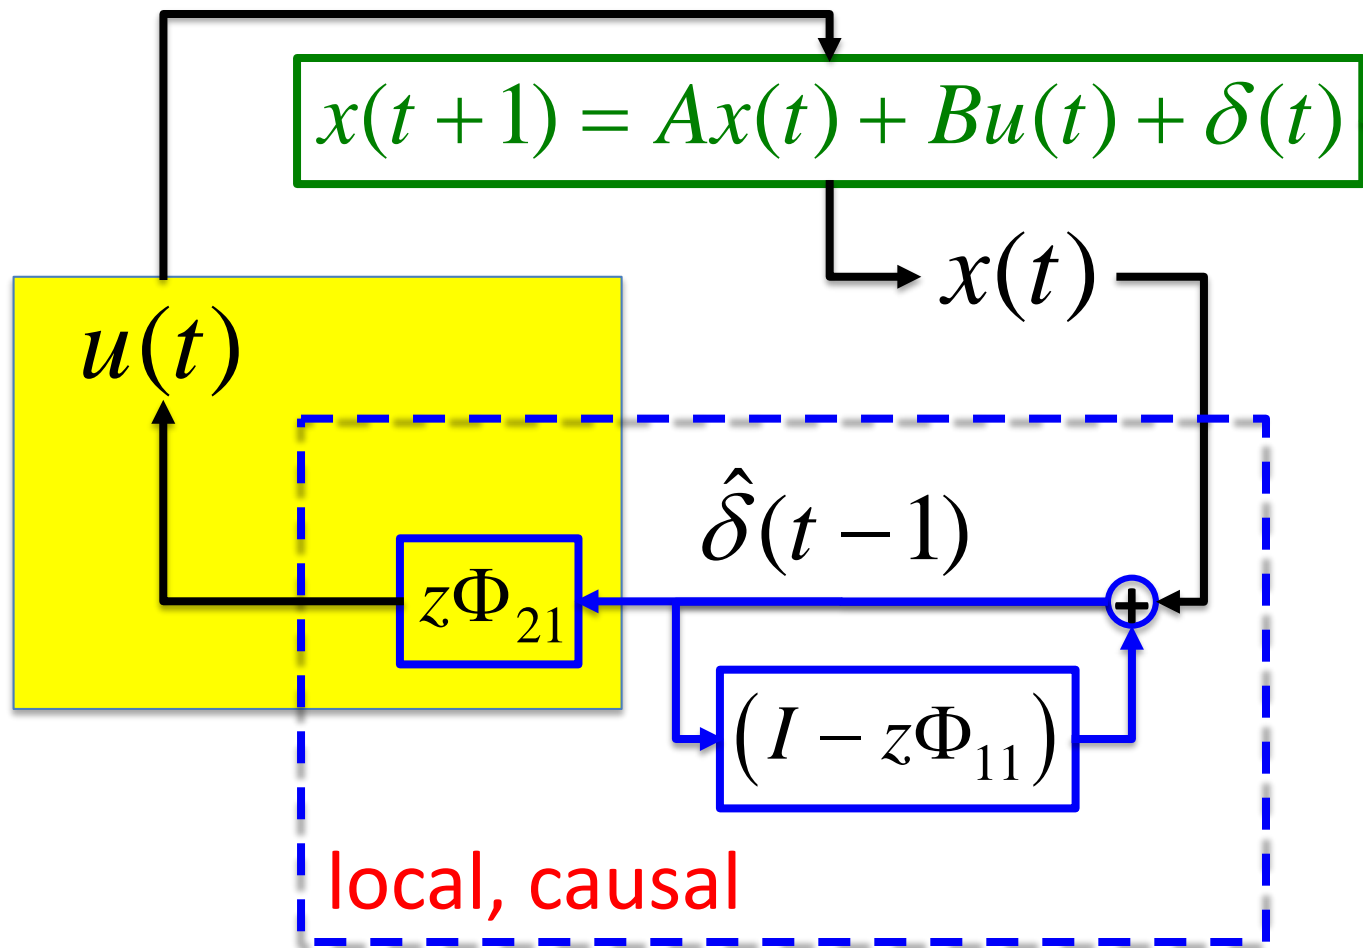 x(t + 1) = Ax(t) + Bu(t) + δ(t)
x(t)
u(t)
δ̂(t − 1)
zΦ₂₁
+
(I − zΦ₁₁)
local, causal